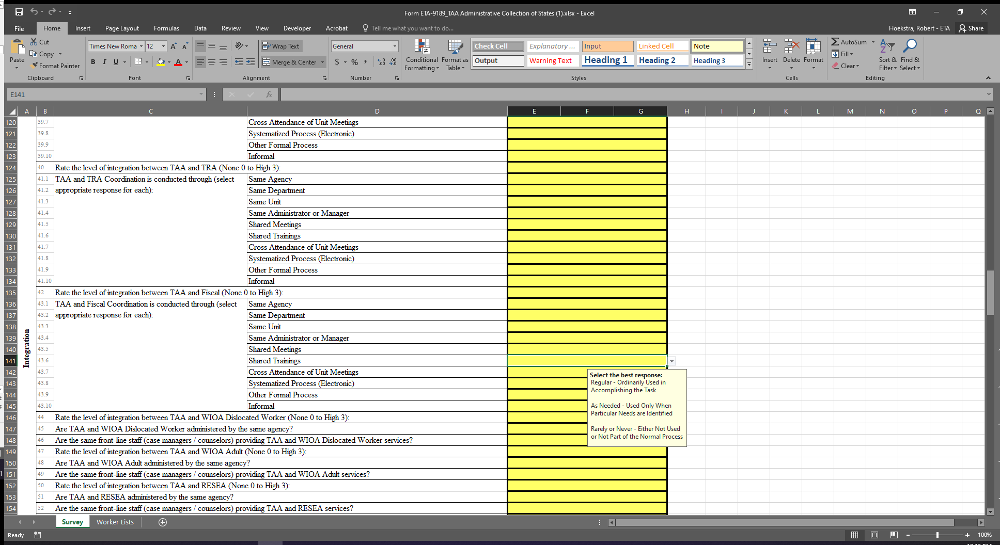 Form ETA-9189_TAA Administrative Collection of States (1).xlsx - Excel
File Home Insert Page Layout Formulas Data Review View Developer Acrobat Tell me what you want to do... Hoekstra, Robert - ETA Share
Paste
Cut
Copy
Format Painter
Clipboard
Times New Roma 12 A A
B I U A
Font
Wrap Text
Merge & Center
Alignment
General
$ % ,
Number
Conditional Formatting
Format as Table
Check Cell Explanatory ... Input Linked Cell Note
Output Warning Text Heading 1 Heading 2 Heading 3
Styles
Insert Delete Format
Cells
AutoSum
Fill
Clear
Sort & Filter
Find & Select
Editing
E141 fx
A B C D E F G H I J K L M N O P Q
120 39.7 Cross Attendance of Unit Meetings
121 39.8 Systematized Process (Electronic)
122 39.9 Other Formal Process
123 39.10 Informal
124 40 Rate the level of integration between TAA and TRA (None 0 to High 3):
125 41.1 TAA and TRA Coordination is conducted through (select Same Agency
126 41.2 appropriate response for each): Same Department
127 41.3 Same Unit
128 41.4 Same Administrator or Manager
129 41.5 Shared Meetings
130 41.6 Shared Trainings
131 41.7 Cross Attendance of Unit Meetings
132 41.8 Systematized Process (Electronic)
133 41.9 Other Formal Process
134 41.10 Informal
135 42 Rate the level of integration between TAA and Fiscal (None 0 to High 3):
136 43.1 TAA and Fiscal Coordination is conducted through (select Same Agency
137 43.2 appropriate response for each): Same Department
138 43.3 Same Unit
139 43.4 Same Administrator or Manager
140 43.5 Shared Meetings
141 43.6 Shared Trainings
142 43.7 Cross Attendance of Unit Meetings
143 43.8 Systematized Process (Electronic)
144 43.9 Other Formal Process
145 43.10 Informal
146 44 Rate the level of integration between TAA and WIOA Dislocated Worker (None 0 to High 3):
147 45 Are TAA and WIOA Dislocated Worker administered by the same agency?
148 46 Are the same front-line staff (case managers / counselors) providing TAA and WIOA Dislocated Worker services?
149 47 Rate the level of integration between TAA and WIOA Adult (None 0 to High 3):
150 48 Are TAA and WIOA Adult administered by the same agency?
151 49 Are the same front-line staff (case managers / counselors) providing TAA and WIOA Adult services?
152 50 Rate the level of integration between TAA and RESEA (None 0 to High 3):
153 51 Are TAA and RESEA administered by the same agency?
154 52 Are the same front-line staff (case managers / counselors) providing TAA and RESEA services?
Integration
Select the best response:
Regular - Ordinarily Used in
Accomplishing the Task
As Needed - Used Only When
Particular Needs are Identified
Rarely or Never - Either Not Used
or Not Part of the Normal Process
Survey Worker Lists
Ready 100%